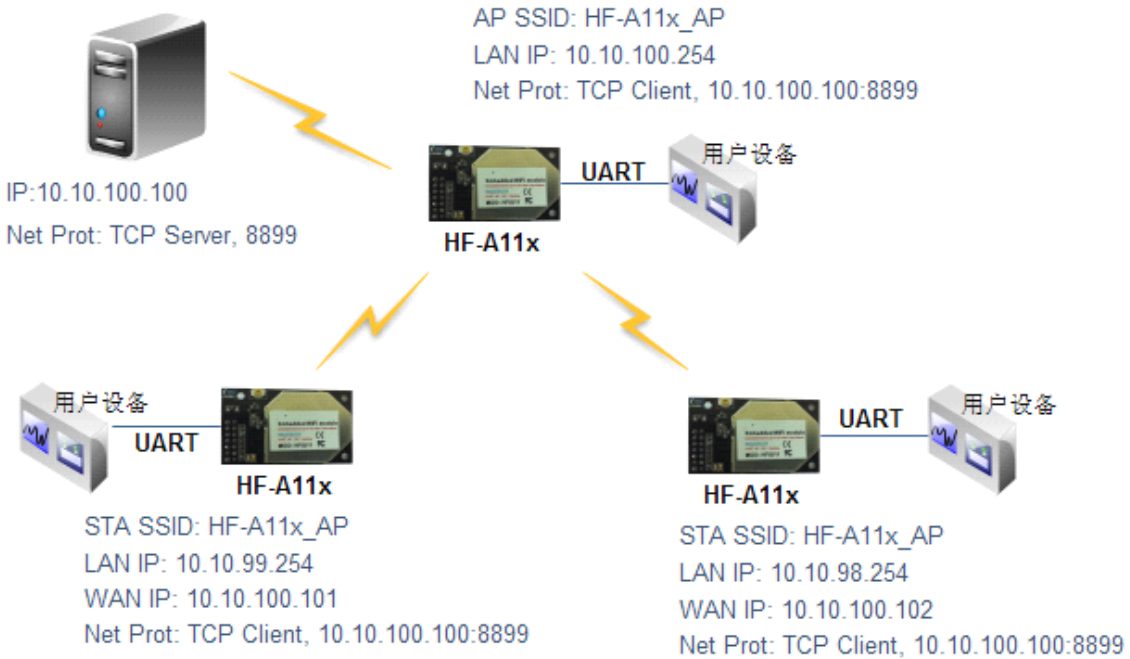 AP SSID: HF-A11x_AP
LAN IP: 10.10.100.254
Net Prot: TCP Client, 10.10.100.100:8899
用户设备
UART
IP:10.10.100.100
Net Prot: TCP Server, 8899
HF-A11x
用户设备
UART
HF-A11x
STA SSID: HF-A11x_AP
LAN IP: 10.10.99.254
WAN IP: 10.10.100.101
Net Prot: TCP Client, 10.10.100.100:8899
用户设备
UART
HF-A11x
STA SSID: HF-A11x_AP
LAN IP: 10.10.98.254
WAN IP: 10.10.100.102
Net Prot: TCP Client, 10.10.100.100:8899